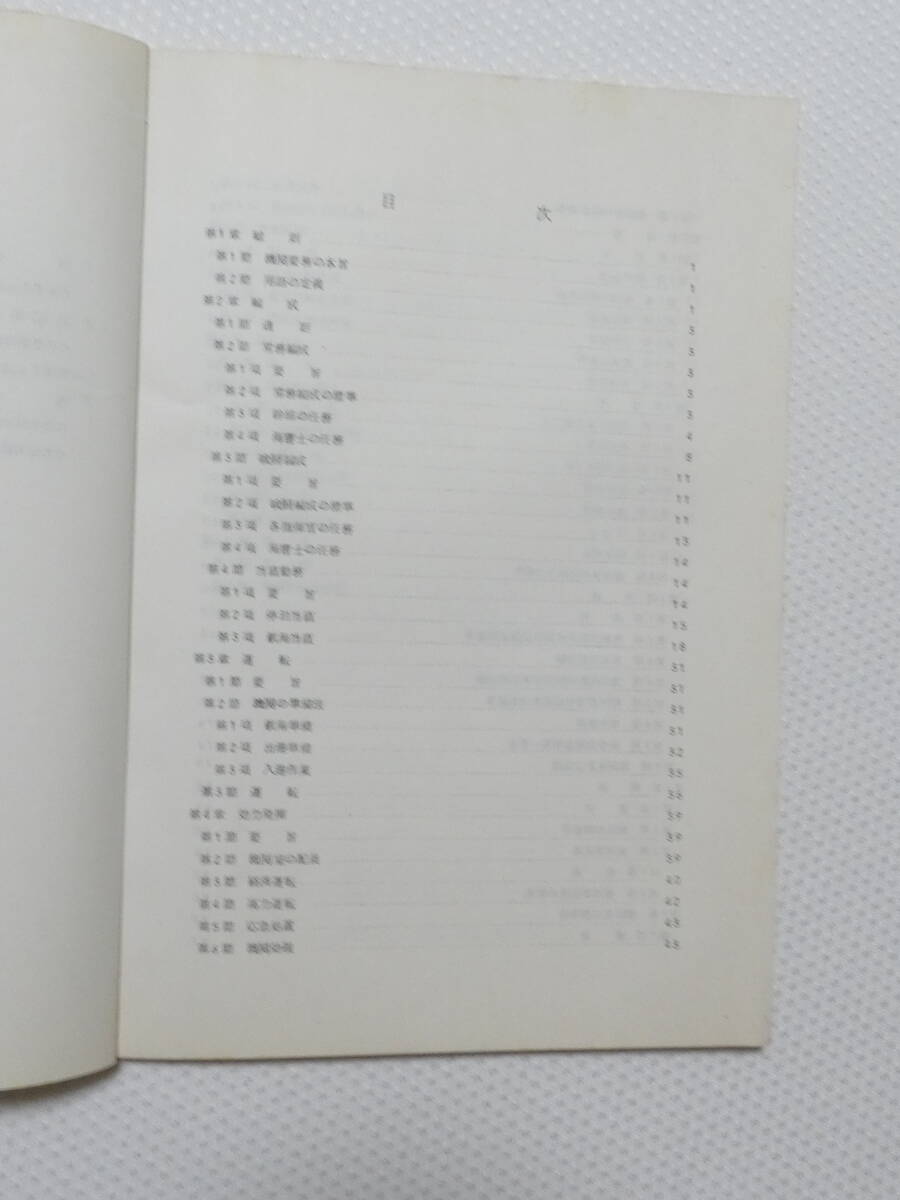 目 次
第1章 総 則 1
第1節 機関要務の本旨 1
第2節 用語の定義 1
第2章 編 成 3
第1節 通 則 3
第2節 常務編成 3
第1項 要 旨 3
第2項 常務編成の標準 3
第3項 幹部の任務 4
第4項 海曹士の任務 8
第3節 戦闘編成 11
第1項 要 旨 11
第2項 戦闘編成の標準 11
第3項 各指揮官の任務 13
第4項 海曹士の任務 14
第4節 当直勤務 14
第1項 要 旨 14
第2項 停泊当直 15
第3項 航海当直 18
第3章 運 転 31
第1節 要 旨 31
第2節 機関の準備法 31
第1項 航海準備 31
第2項 出港準備 32
第3項 入港作業 35
第3節 運 転 36
第4章 効力発揮 39
第1節 要 旨 39
第2節 機関室の配員 39
第3節 経済運転 42
第4節 高力運転 42
第5節 応急処置 43
第6節 機関故障 45